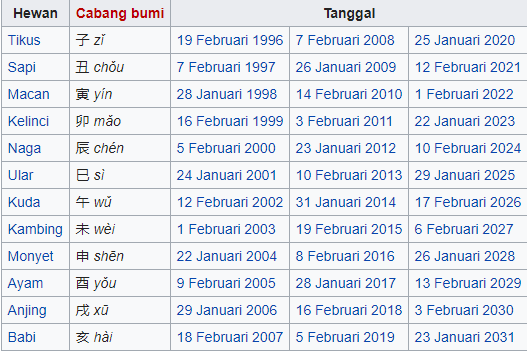 Hewan Cabang bumi Tanggal
Tikus 子 zǐ 19 Februari 1996 7 Februari 2008 25 Januari 2020
Sapi 丑 chǒu 7 Februari 1997 26 Januari 2009 12 Februari 2021
Macan 寅 yín 28 Januari 1998 14 Februari 2010 1 Februari 2022
Kelinci 卯 mǎo 16 Februari 1999 3 Februari 2011 22 Januari 2023
Naga 辰 chén 5 Februari 2000 23 Januari 2012 10 Februari 2024
Ular 巳 sì 24 Januari 2001 10 Februari 2013 29 Januari 2025
Kuda 午 wǔ 12 Februari 2002 31 Januari 2014 17 Februari 2026
Kambing 未 wèi 1 Februari 2003 19 Februari 2015 6 Februari 2027
Monyet 申 shēn 22 Januari 2004 8 Februari 2016 26 Januari 2028
Ayam 酉 yǒu 9 Februari 2005 28 Januari 2017 13 Februari 2029
Anjing 戌 xū 29 Januari 2006 16 Februari 2018 3 Februari 2030
Babi 亥 hài 18 Februari 2007 5 Februari 2019 23 Januari 2031